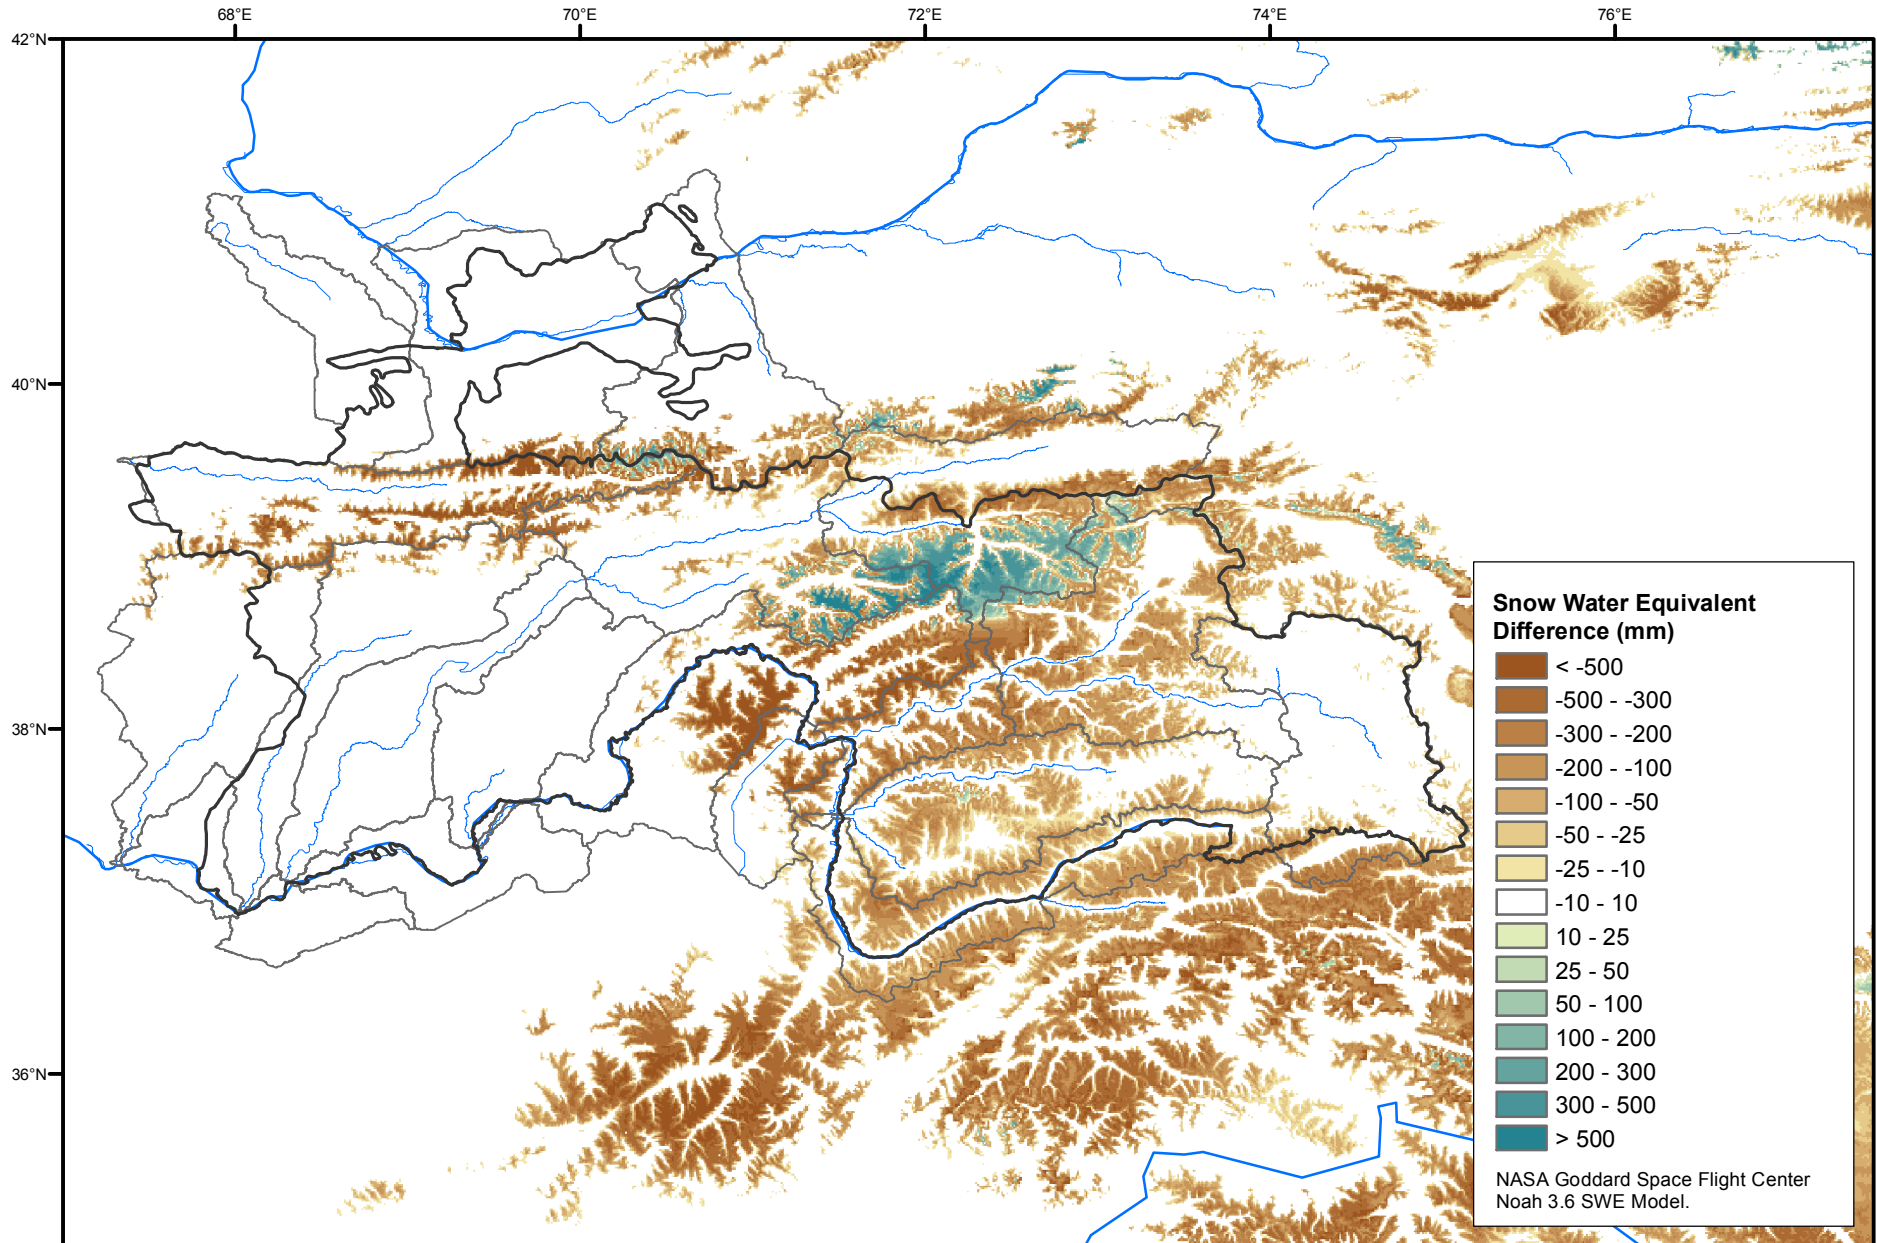 68°E
70°E
72°E
74°E
76°E
42°N
40°N
38°N
36°N
Snow Water Equivalent
Difference (mm)
< -500
-500 - -300
-300 - -200
-200 - -100
-100 - -50
-50 - -25
-25 - -10
-10 - 10
10 - 25
25 - 50
50 - 100
100 - 200
200 - 300
300 - 500
> 500
NASA Goddard Space Flight Center
Noah 3.6 SWE Model.